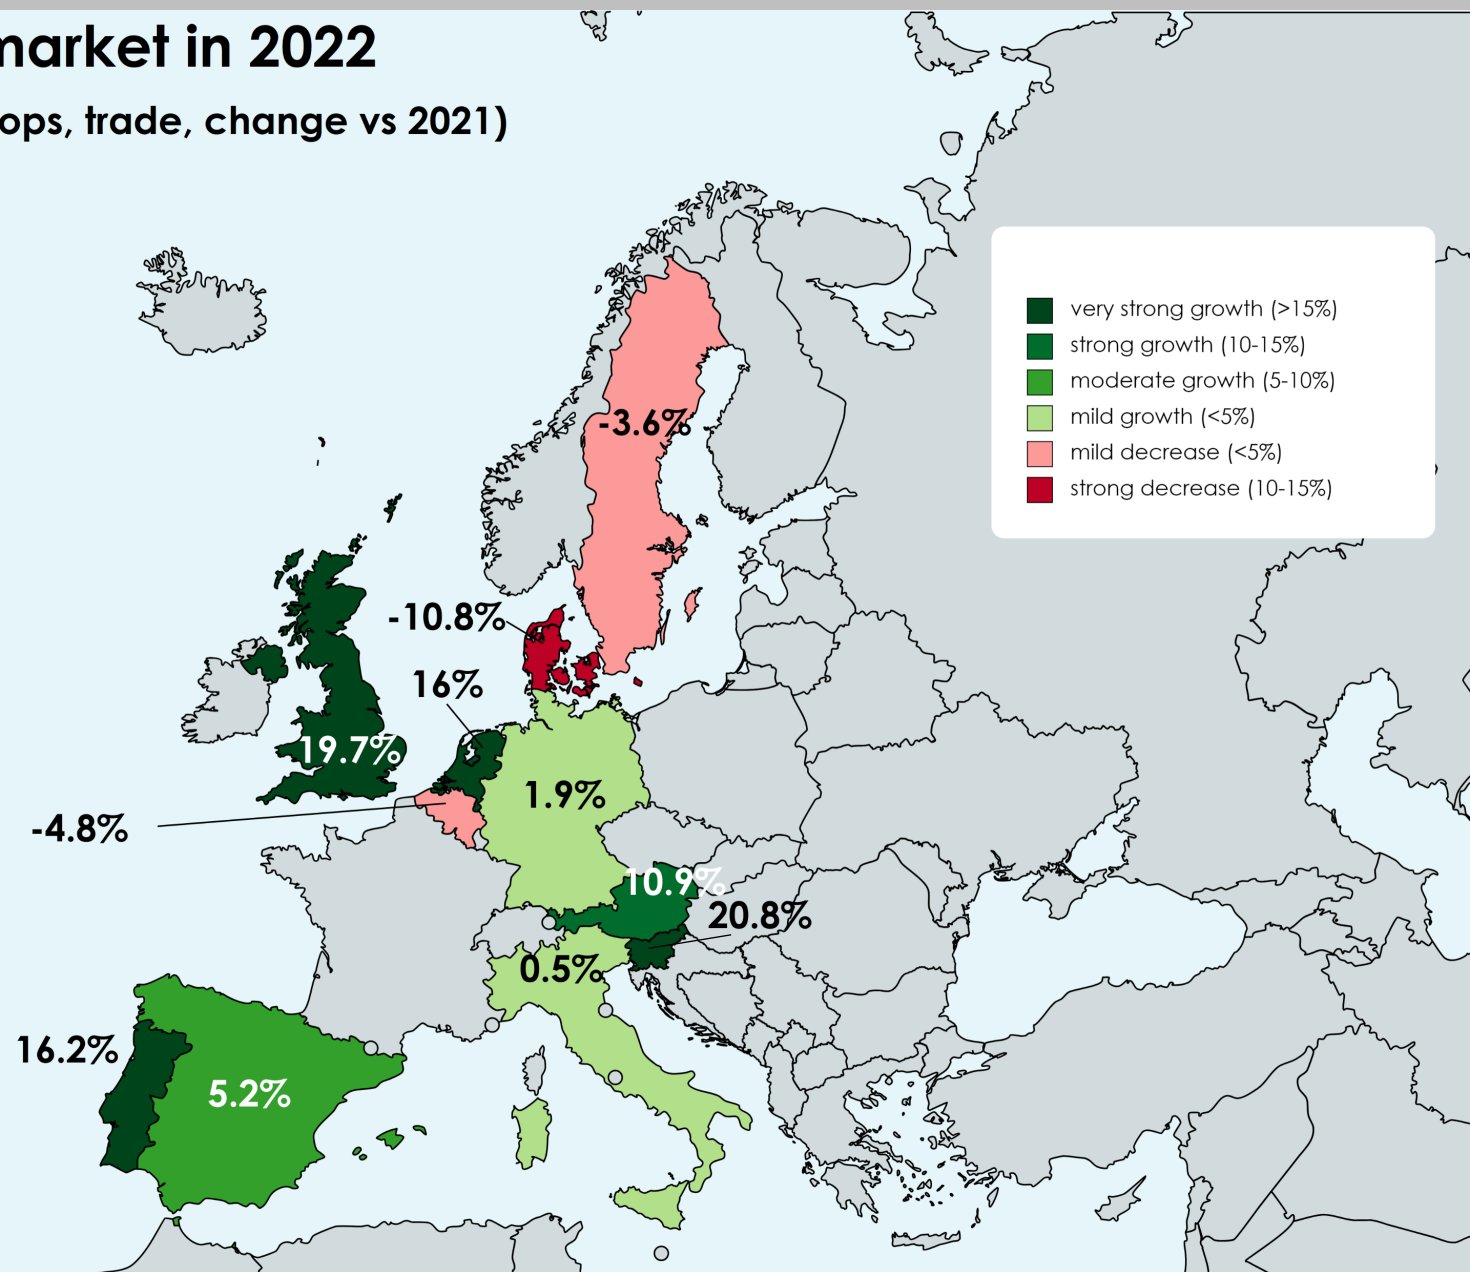 market in 2022
ops, trade, change vs 2021)
very strong growth (>15%)
strong growth (10-15%)
moderate growth (5-10%)
mild growth (<5%)
mild decrease (<5%)
strong decrease (10-15%)
-3.6%
-10.8%
16%
19.7%
1.9%
-4.8%
10.9%
20.8%
0.5%
16.2%
5.2%